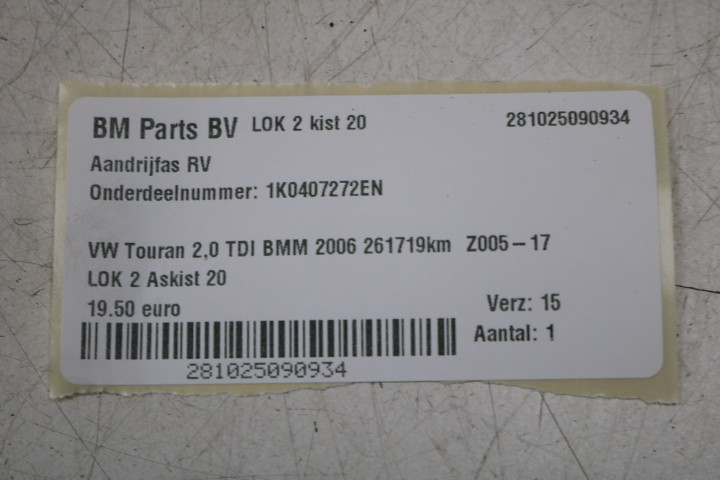 BM Parts BV LOK 2 kist 20 281025090934
Aandrijfas RV
Onderdeelnummer: 1K0407272EN
VW Touran 2,0 TDI BMM 2006 261719km Z005-17
LOK 2 Askist 20
19.50 euro Verz: 15
Aantal: 1
281025090934